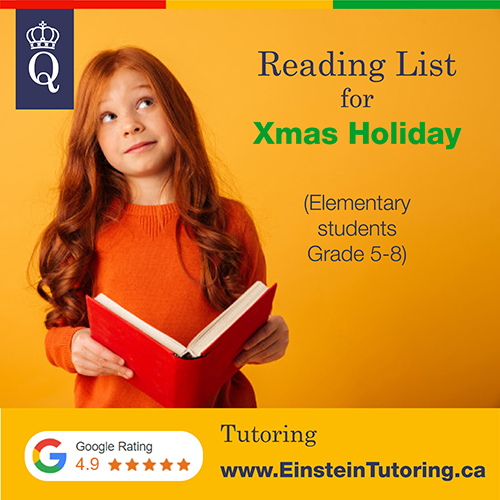 Q
Reading List
for
Xmas Holiday
(Elementary
students
Grade 5-8)
Google Rating
4.9
Tutoring
www.EinsteinTutoring.ca